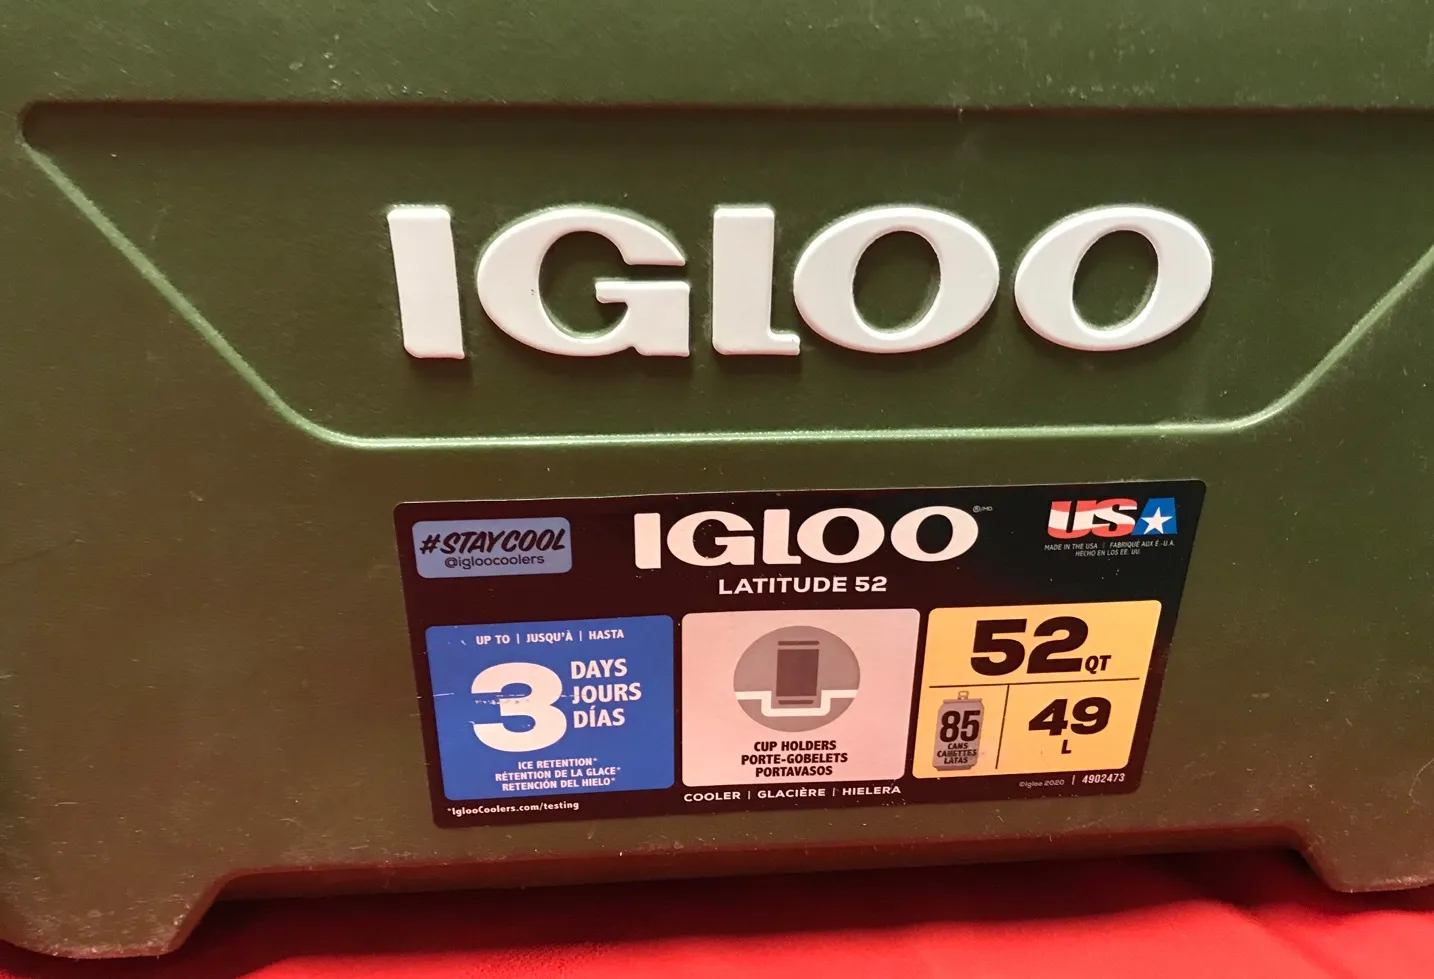 IGLOO
#STAYCOOL
@igloocoolers
IGLOO ®/MD
LATITUDE 52
USA
MADE IN THE USA | FABRIQUÉ AUX É.-U.A.
HECHO EN LOS EE. UU.
UP TO | JUSQU'À | HASTA
3 DAYS
JOURS
DÍAS
ICE RETENTION*
RÉTENTION DE LA GLACE*
RETENCIÓN DEL HIELO*
*IglooCoolers.com/testing
CUP HOLDERS
PORTE-GOBELETS
PORTAVASOS
COOLER | GLACIÈRE | HIELERA
52 QT
85
CANS
CANETTES
LATAS
49
L
©Igloo 2020 | 4902473